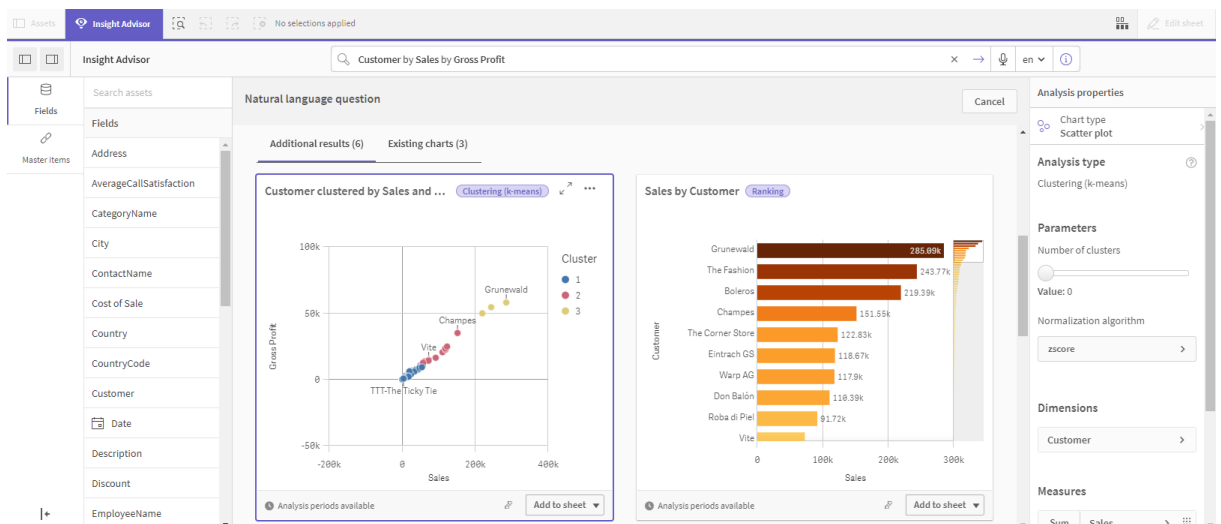 Assets
Insight Advisor
No selections applied
Edit sheet
Insight Advisor
Customer by Sales by Gross Profit
en
Fields
Master items
Search assets
Fields
Address
AverageCallSatisfaction
CategoryName
City
ContactName
Cost of Sale
Country
CountryCode
Customer
Date
Description
Discount
EmployeeName
Natural language question
Cancel
Additional results (6)
Existing charts (3)
Customer clustered by Sales and ...
Clustering (k-means)
100k
50k
0
-50k
Gross Profit
Grunewald
Champes
Vite
TTT-The Ticky Tie
-200k
0
200k
400k
Sales
Cluster
1
2
3
Analysis periods available
Add to sheet
Sales by Customer
Ranking
Customer
Grunewald 285.09k
The Fashion 243.77k
Boleros 219.39k
Champes 151.55k
The Corner Store 122.83k
Eintrach GS 118.67k
Warp AG 117.9k
Don Balón 110.39k
Roba di Piel 91.72k
Vite
0
100k
200k
300k
Sales
Analysis periods available
Add to sheet
Analysis properties
Chart type
Scatter plot
Analysis type
Clustering (k-means)
Parameters
Number of clusters
Value: 0
Normalization algorithm
zscore
Dimensions
Customer
Measures
Sum
Sales